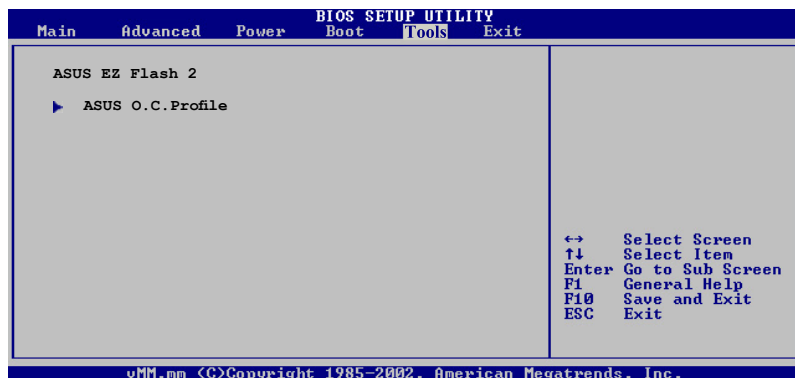 BIOS SETUP UTILITY
Main Advanced Power Boot Tools Exit
ASUS EZ Flash 2
ASUS O.C.Profile
←→ Select Screen
↑↓ Select Item
Enter Go to Sub Screen
F1 General Help
F10 Save and Exit
ESC Exit
vMM.mm (C)Copyright 1985-2002, American Megatrends, Inc.